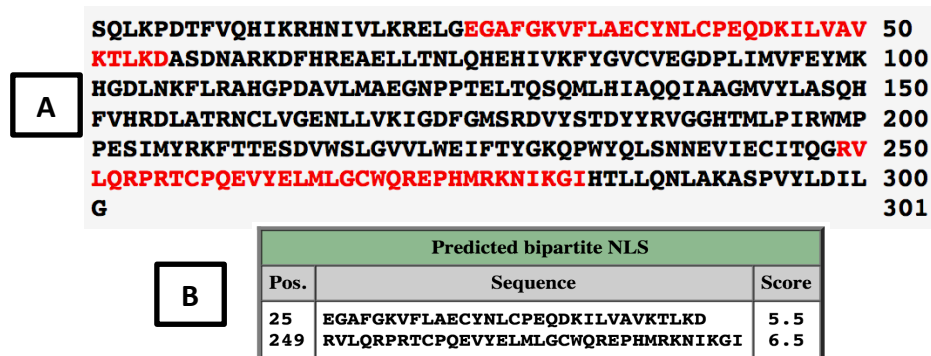 SQLKPDTFVQHIKRHNIVLKRELGEGAFGKVFLAECYNLCPEQDKILVAV 50
KTLKDASDNARKDFHREAELLTNLQHEHIVKFYGVCVEGDPLIMVFEYMK 100
A
HGDLNKFLRAHGPDAVLMAEGNPPTELTQSQMLHIAQQIAAGMVYLASQH 150
FVHRDLATRNCLVGENLLVKIGDFGMSRDVYSTDYYRVGGHTMLPIRWMP 200
PESIMYRKFTTESDVWSLGVVLWEIFTYGKQPWYQLSNNEVIECITQGRV 250
LQRPRTCPQEVYELMLGCWQREPHMRKNIKGIHTLLQNLAKASPVYLDIL 300
G 301
Predicted bipartite NLS
B
Pos. Sequence Score
25 EGAFGKVFLAECYNLCPEQDKILVAVKTLKD 5.5
249 RVLQRPRTCPQEVYELMLGCWQREPHMRKNIKGI 6.5